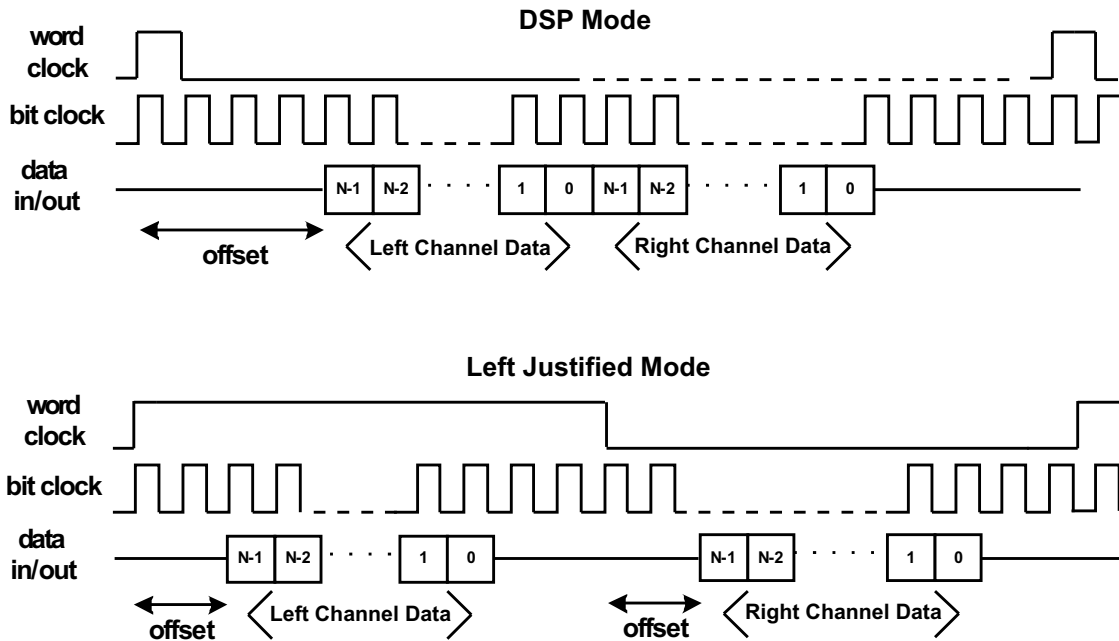 DSP Mode
word
clock
bit clock
data
in/out
N-1 N-2 . . . . 1 0 N-1 N-2 . . . . . 1 0
offset
Left Channel Data
Right Channel Data
Left Justified Mode
word
clock
bit clock
data
in/out
N-1 N-2 . . . . . 1 0 N-1 N-2 . . . . . 1 0
offset
Left Channel Data
offset
Right Channel Data